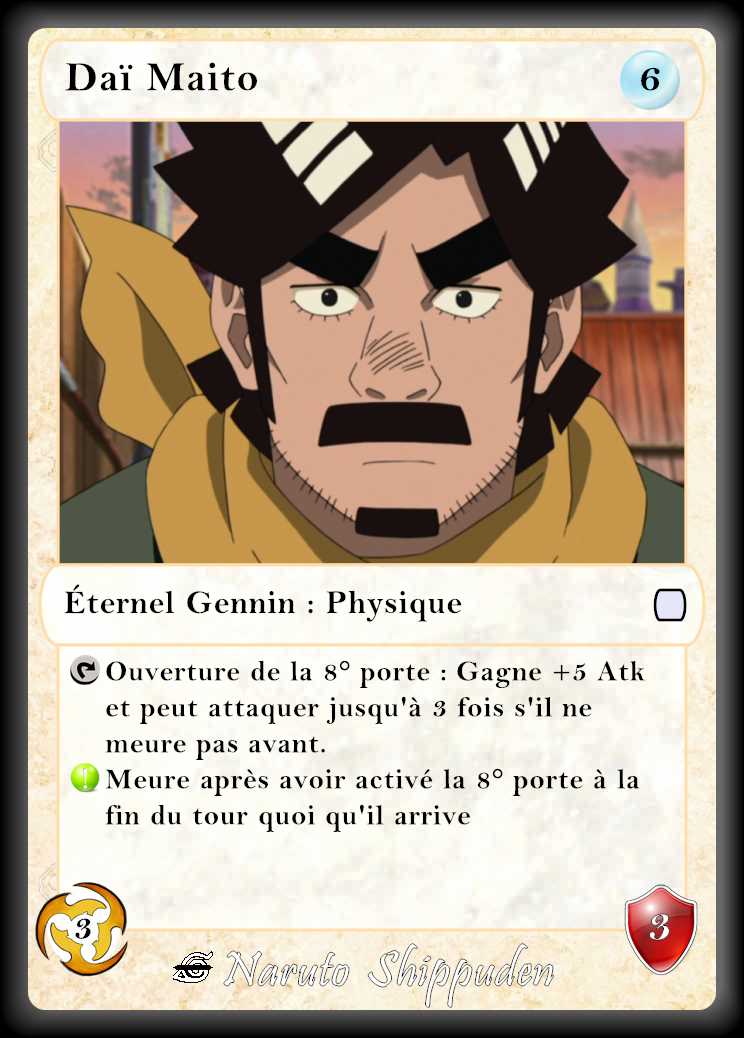 Daï Maito
6
Éternel Gennin : Physique
Ouverture de la 8° porte : Gagne +5 Atk
et peut attaquer jusqu'à 3 fois s'il ne
meure pas avant.
Meure après avoir activé la 8° porte à la
fin du tour quoi qu'il arrive
3
3
Naruto Shippuden